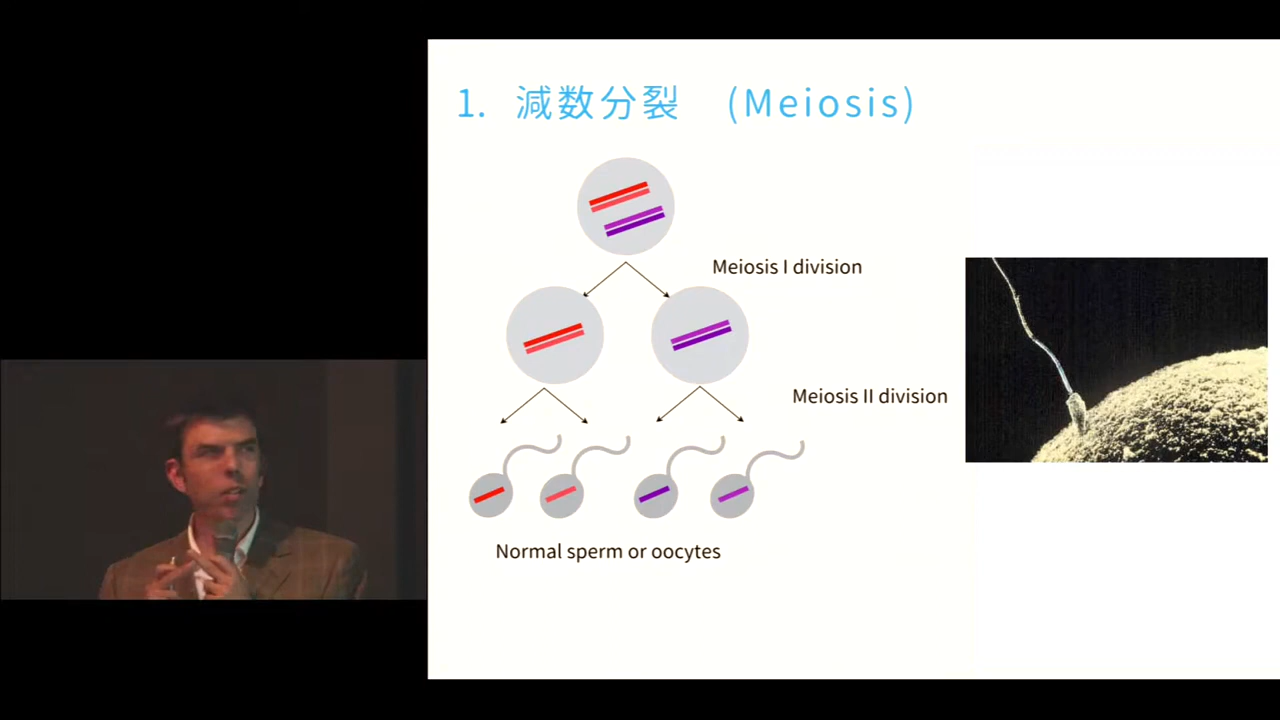 1. 減数分裂 (Meiosis)
Meiosis I division
Meiosis II division
Normal sperm or oocytes